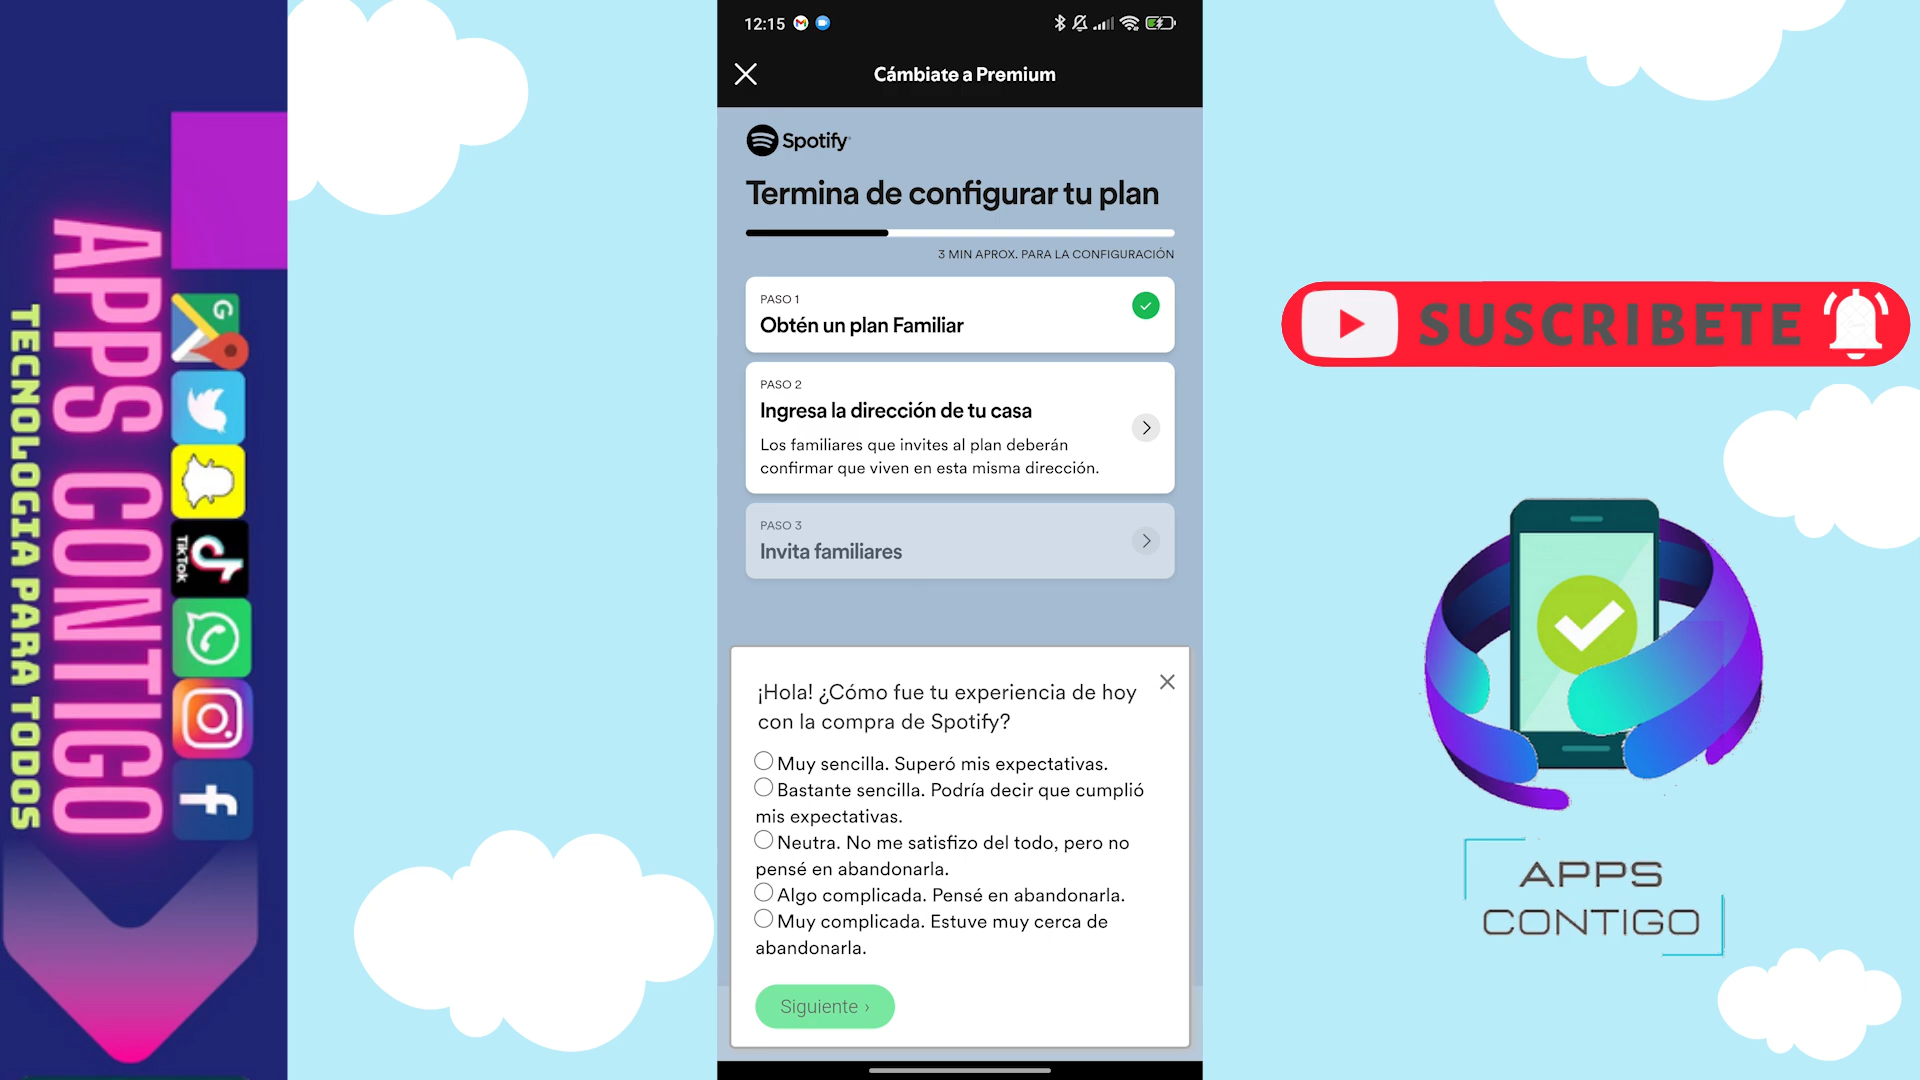 APPS CONTIGO
TECNOLOGIA PARA TODOS
G
TikTok
12:15
Cámbiate a Premium
Spotify
Termina de configurar tu plan
3 MIN APROX. PARA LA CONFIGURACIÓN
PASO 1
Obtén un plan Familiar
PASO 2
Ingresa la dirección de tu casa
Los familiares que invites al plan deberán
confirmar que viven en esta misma dirección.
PASO 3
Invita familiares
¡Hola! ¿Cómo fue tu experiencia de hoy
con la compra de Spotify?
Muy sencilla. Superó mis expectativas.
Bastante sencilla. Podría decir que cumplió
mis expectativas.
Neutra. No me satisfizo del todo, pero no
pensé en abandonarla.
Algo complicada. Pensé en abandonarla.
Muy complicada. Estuve muy cerca de
abandonarla.
Siguiente ›
SUSCRIBETE
APPS
CONTIGO